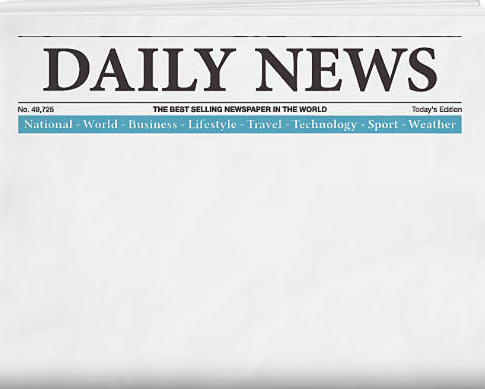 DAILY NEWS
No. 49,725 THE BEST SELLING NEWSPAPER IN THE WORLD Today's Edition
National - World - Business - Lifestyle - Travel - Technology - Sport - Weather